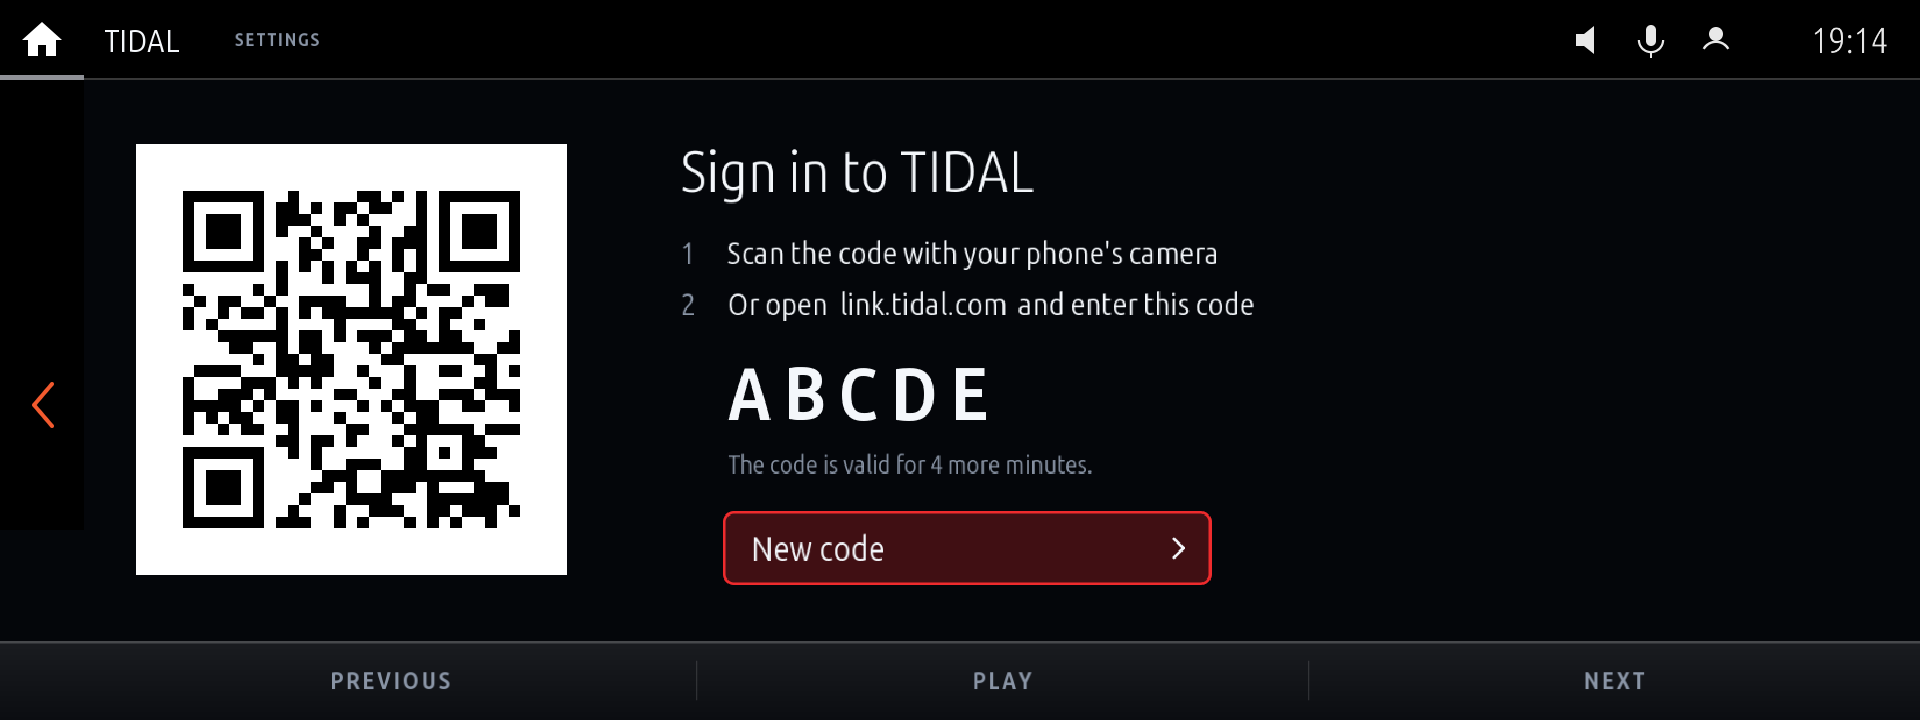 TIDAL SETTINGS 19:14
Sign in to TIDAL
1 Scan the code with your phone's camera
2 Or open link.tidal.com and enter this code
ABCDE
The code is valid for 4 more minutes.
New code
PREVIOUS PLAY NEXT